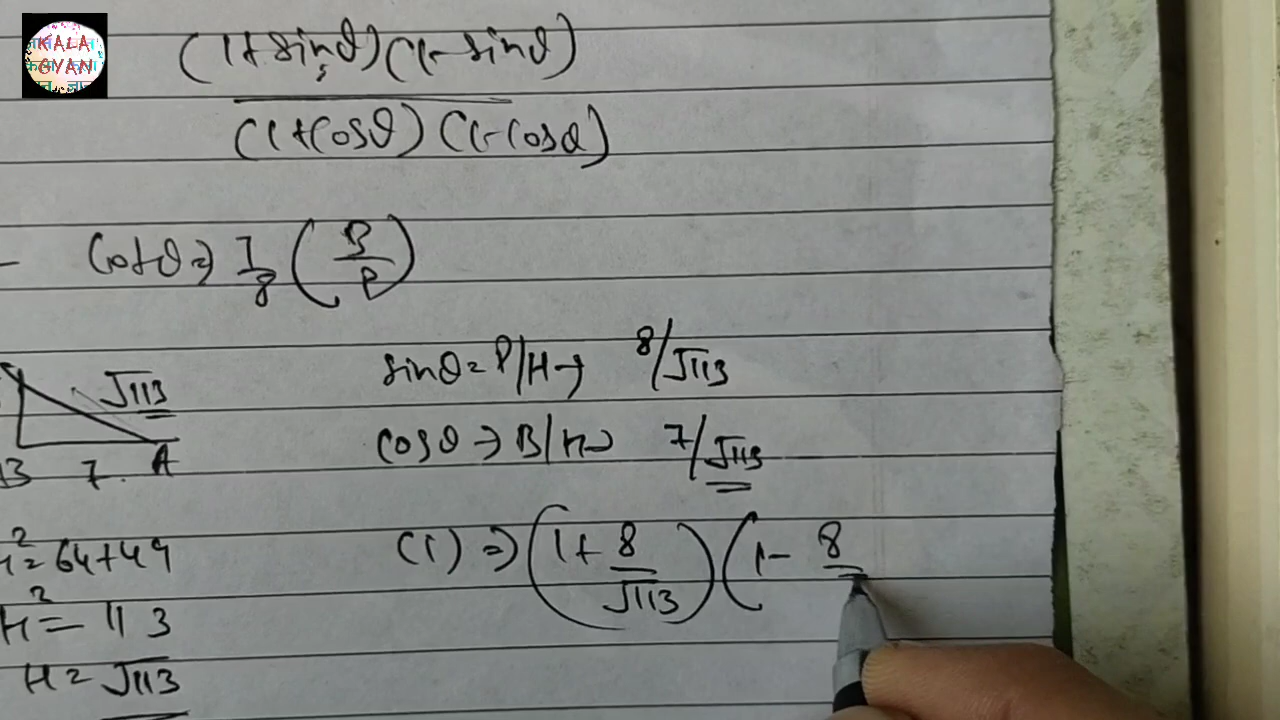 KALA
GYAN
(1+sinθ)(1-sinθ)
(1+cosθ)(1-cosθ)
cotθ ⇒ 7/8 (B/P)
√113
sinθ = P/H → 8/√113
B 7. A
cosθ → B/H → 7/√113
H² = 64+49
(1) ⇒ (1+ 8/√113) (1- 8
H² = 113
H = √113